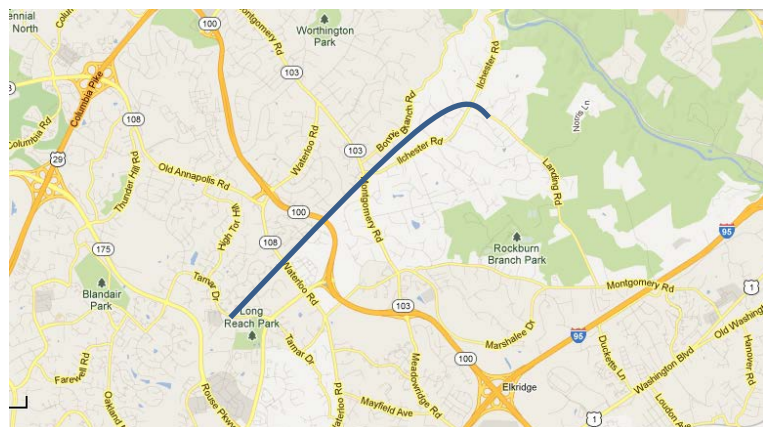 ennial
North
Colum
100
Montgomery Rd
Worthington
Park
Ilchester Rd
103
Columbia Pike
Columbia Rd
108
29
Thunder Hill Rd
Old Annapolis Rd
Waterloo Rd
103
Bonnie Branch Rd
Ilchester Rd
Norris Ln
Landing Rd
High Tor Hill
100
Montgomery Rd
175
108
Waterloo Rd
Rockburn
Branch Park
95
Blandair
Park
Tamar Dr
Long
Reach Park
103
Montgomery Rd
1
Old Washing
Marshalee Dr
95
Tamar Dr
Farewell Rd
Oakland
Rouse Pkwy
Waterloo Rd
Meadowridge Rd
Mayfield Ave
100
Elkridge
Ducketts Ln
Washington Blvd
Hanover Rd
Loudon Ave
1